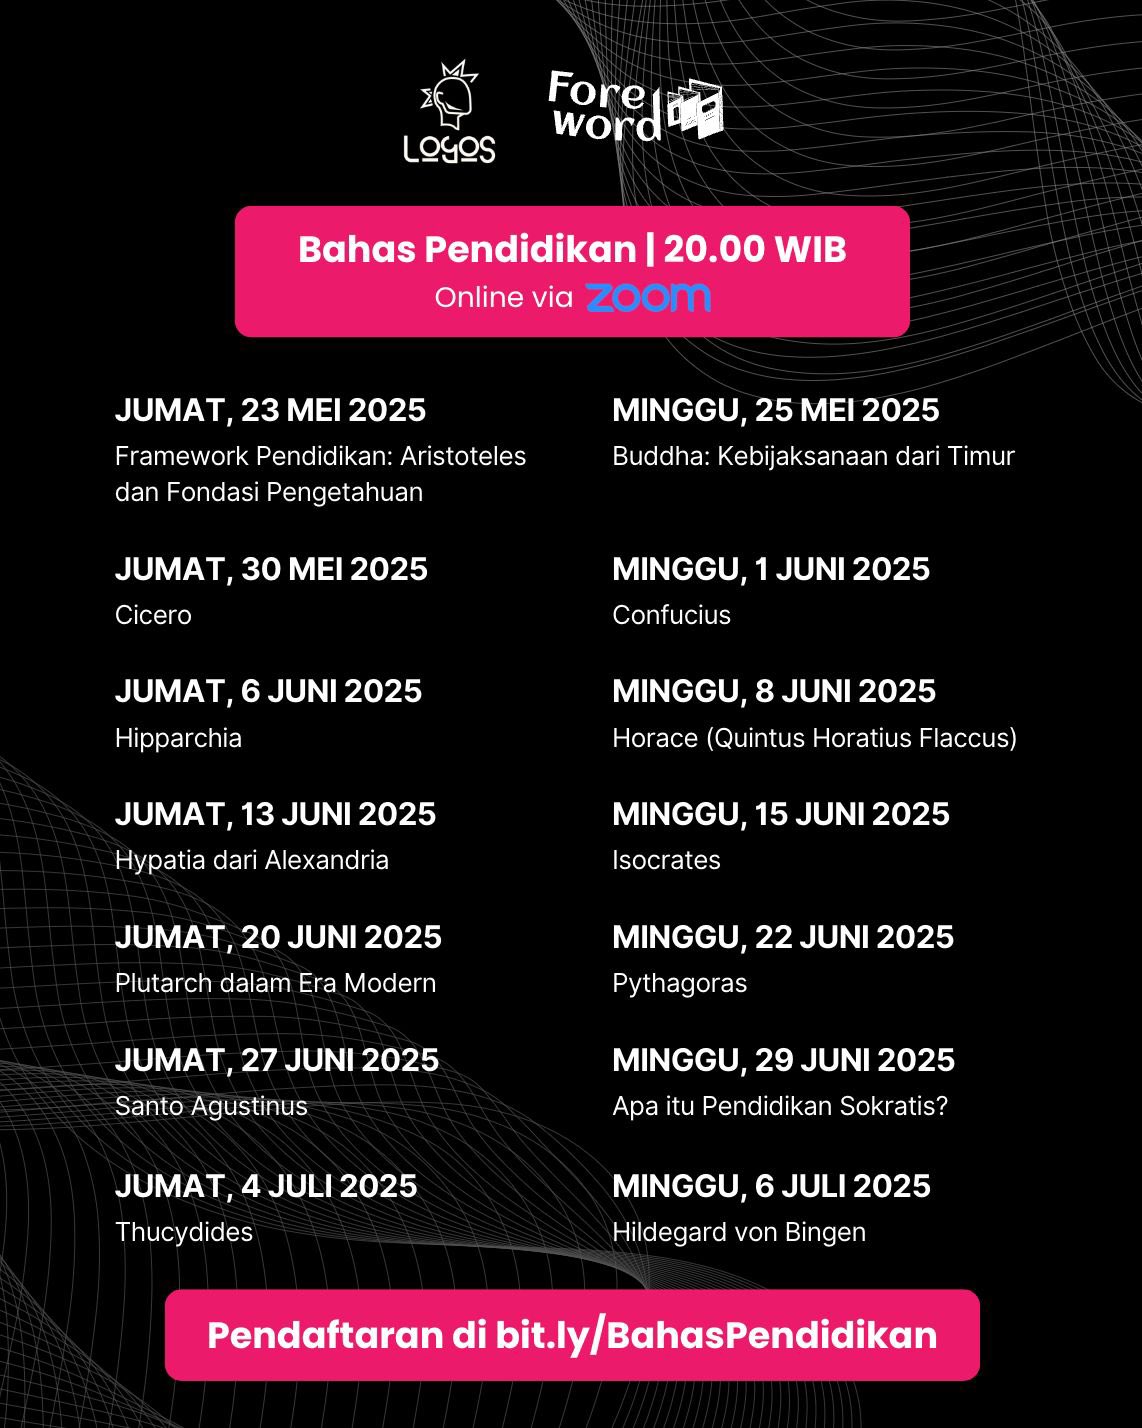 LOGOS
Fore
word
Bahas Pendidikan | 20.00 WIB
Online via zoom
JUMAT, 23 MEI 2025
Framework Pendidikan: Aristoteles
dan Fondasi Pengetahuan
MINGGU, 25 MEI 2025
Buddha: Kebijaksanaan dari Timur
JUMAT, 30 MEI 2025
Cicero
MINGGU, 1 JUNI 2025
Confucius
JUMAT, 6 JUNI 2025
Hipparchia
MINGGU, 8 JUNI 2025
Horace (Quintus Horatius Flaccus)
JUMAT, 13 JUNI 2025
Hypatia dari Alexandria
MINGGU, 15 JUNI 2025
Isocrates
JUMAT, 20 JUNI 2025
Plutarch dalam Era Modern
MINGGU, 22 JUNI 2025
Pythagoras
JUMAT, 27 JUNI 2025
Santo Agustinus
MINGGU, 29 JUNI 2025
Apa itu Pendidikan Sokratis?
JUMAT, 4 JULI 2025
Thucydides
MINGGU, 6 JULI 2025
Hildegard von Bingen
Pendaftaran di bit.ly/BahasPendidikan